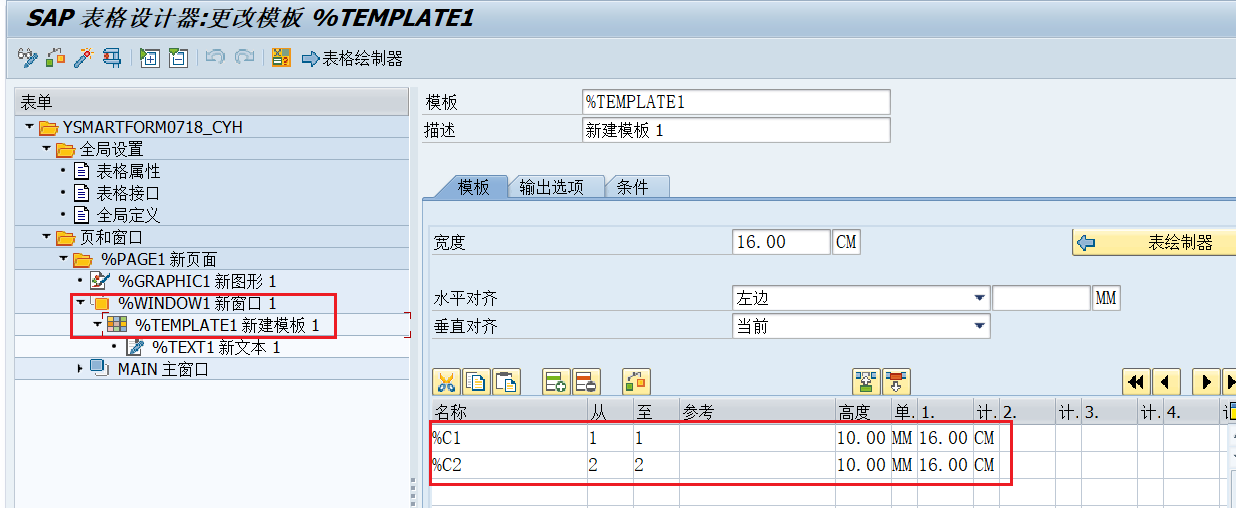 SAP 表格设计器:更改模板 %TEMPLATE1
表格绘制器
表单
YSMARTFORM0718_CYH
全局设置
表格属性
表格接口
全局定义
页和窗口
%PAGE1 新页面
%GRAPHIC1 新图形 1
%WINDOW1 新窗口 1
%TEMPLATE1 新建模板 1
%TEXT1 新文本 1
MAIN 主窗口
模板 %TEMPLATE1
描述 新建模板 1
模板 输出选项 条件
宽度 16.00 CM 表绘制器
水平对齐 左边 MM
垂直对齐 当前
名称 从 至 参考 高度 单. 1. 计. 2. 计. 3. 计. 4.
%C1 1 1 10.00 MM 16.00 CM
%C2 2 2 10.00 MM 16.00 CM